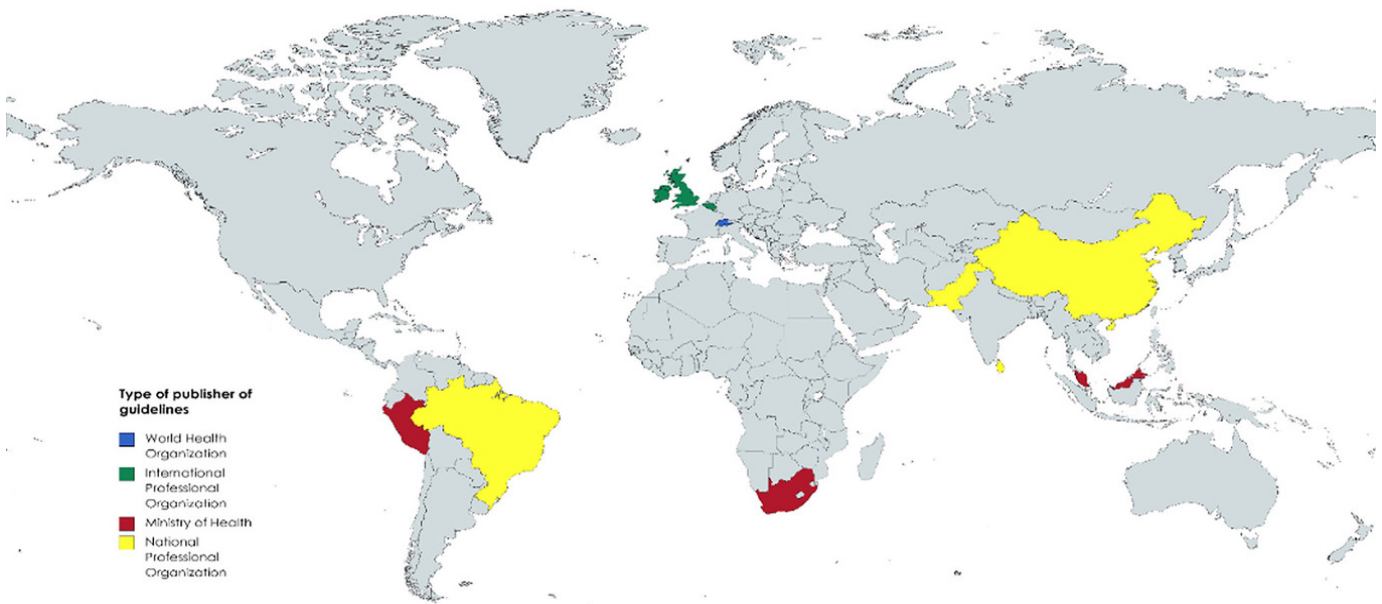 Type of publisher of
guidelines
World Health
Organization
International
Professional
Organization
Ministry of Health
National
Professional
Organization